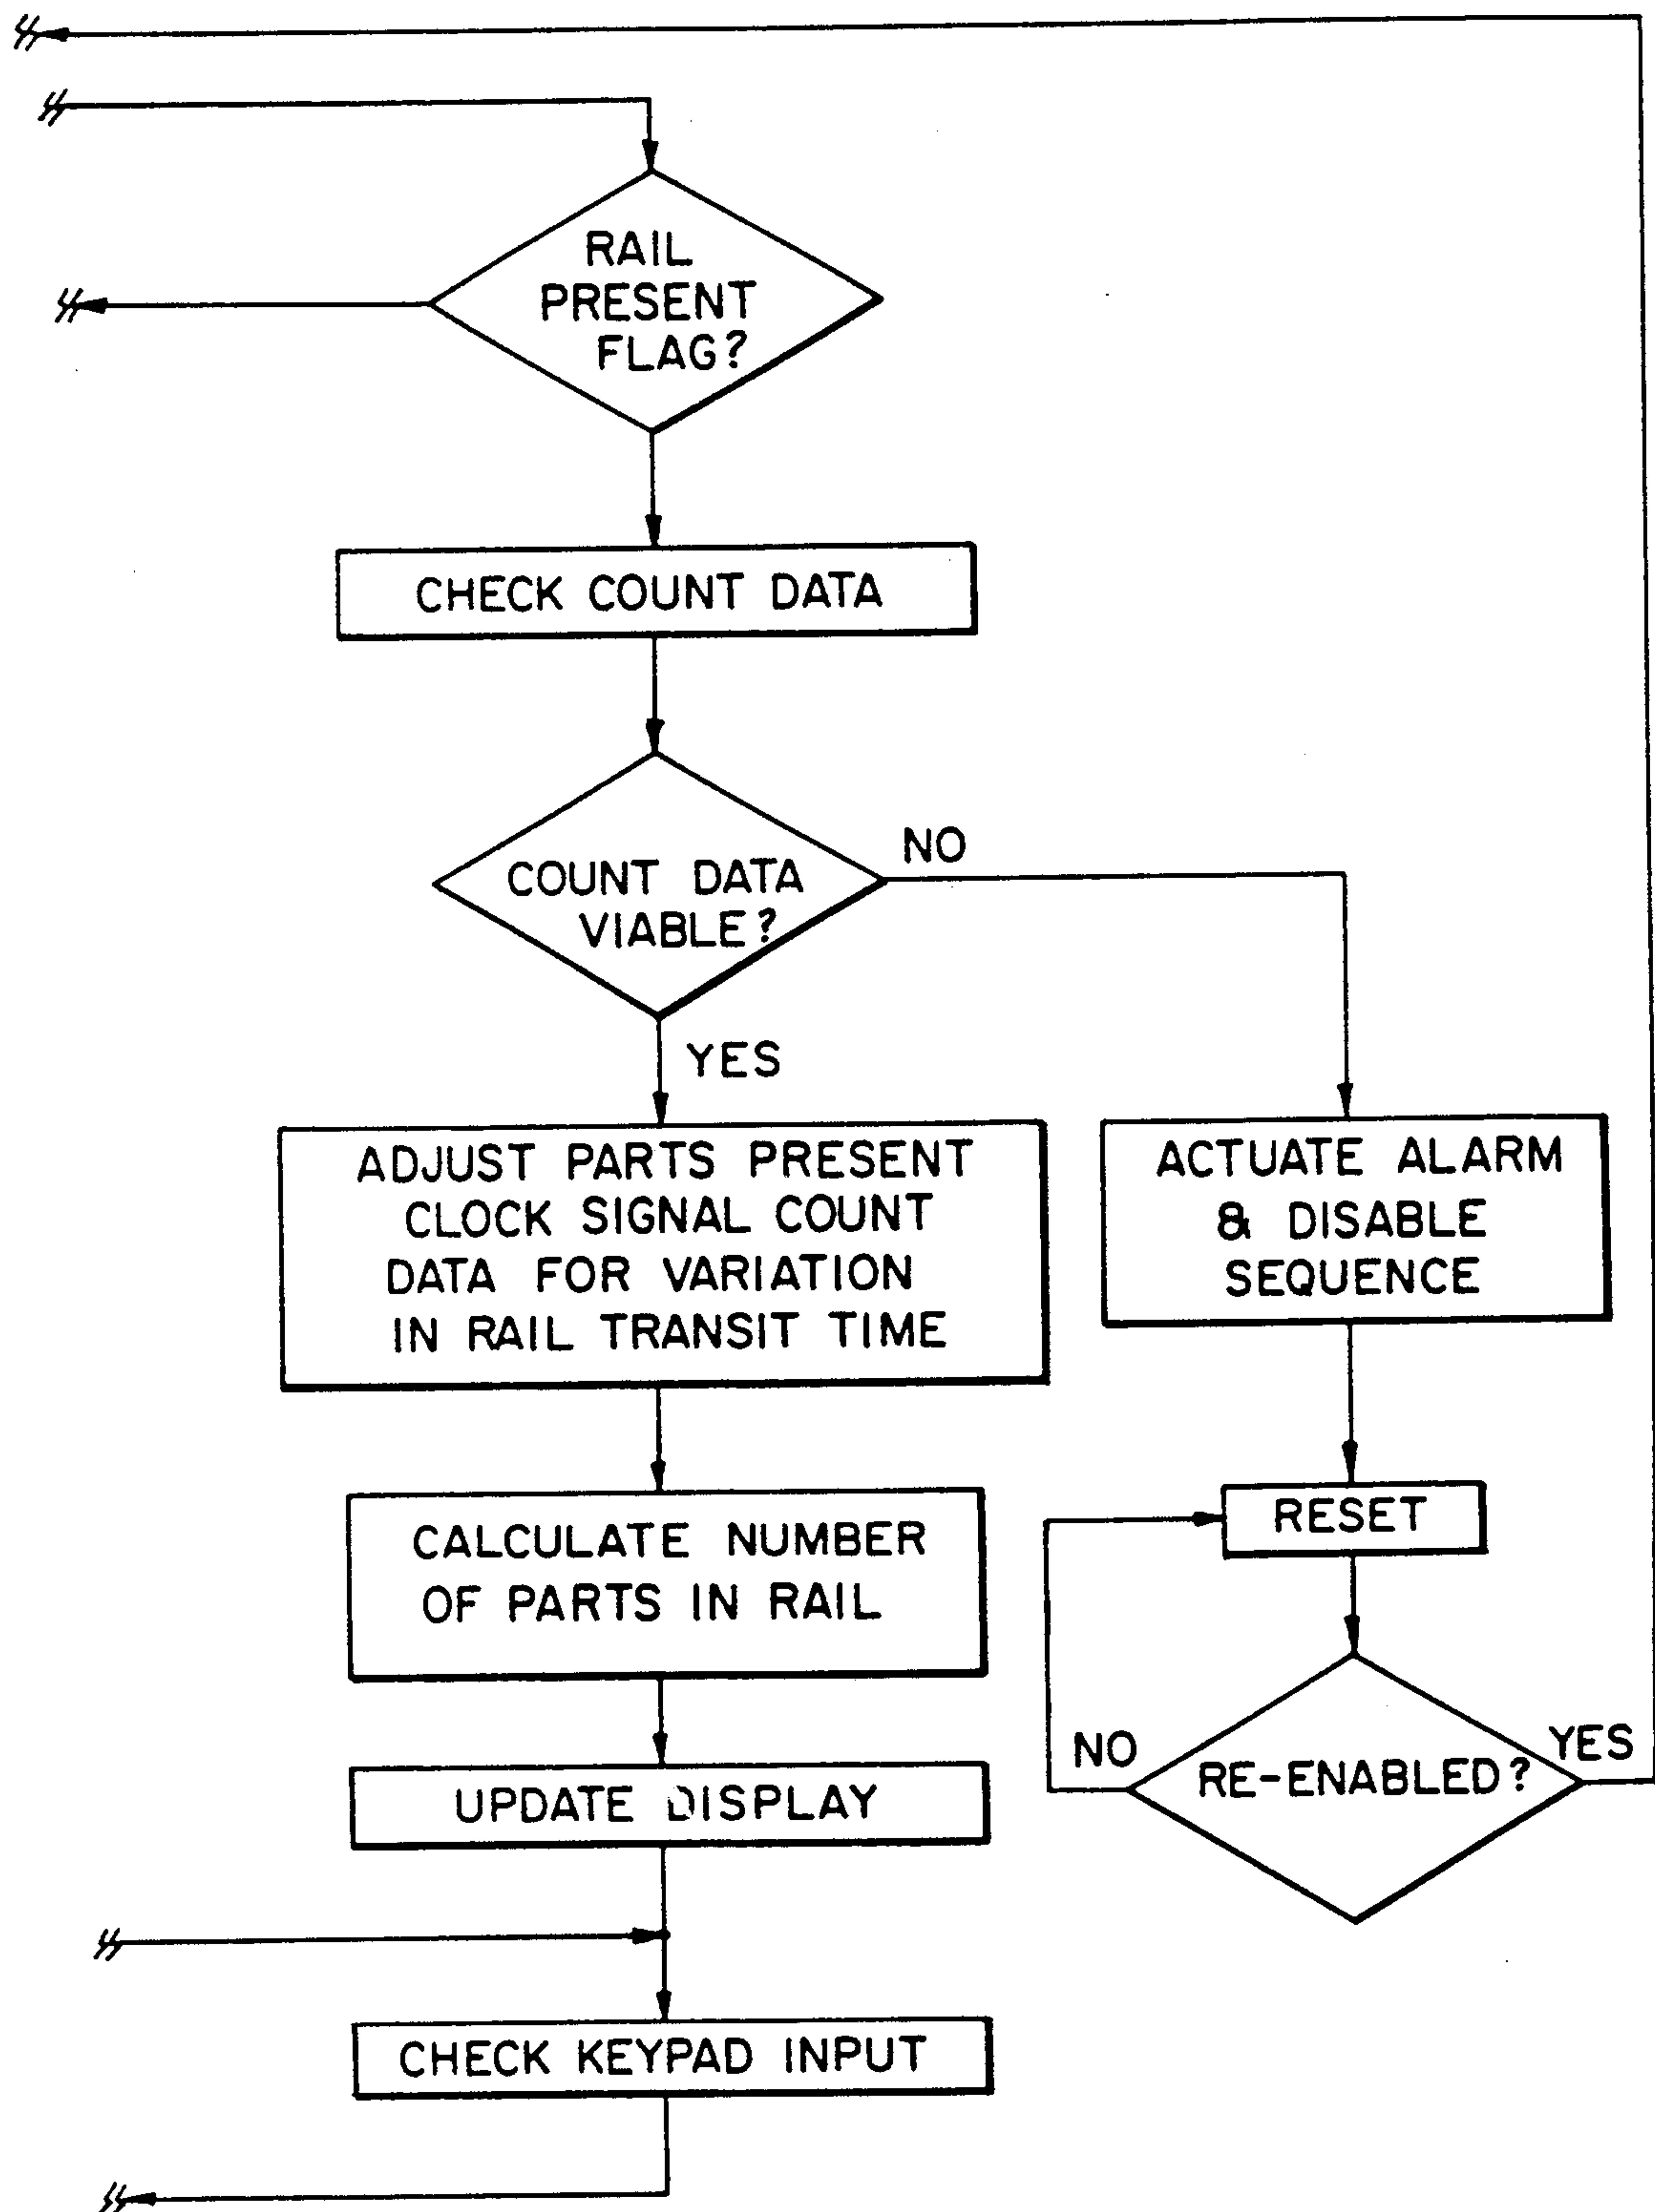 RAIL
PRESENT
FLAG?
CHECK COUNT DATA
COUNT DATA
VIABLE?
NO
YES
ADJUST PARTS PRESENT
CLOCK SIGNAL COUNT
DATA FOR VARIATION
IN RAIL TRANSIT TIME
ACTUATE ALARM
& DISABLE
SEQUENCE
CALCULATE NUMBER
OF PARTS IN RAIL
RESET
NO
RE-ENABLED?
YES
UPDATE DISPLAY
CHECK KEYPAD INPUT